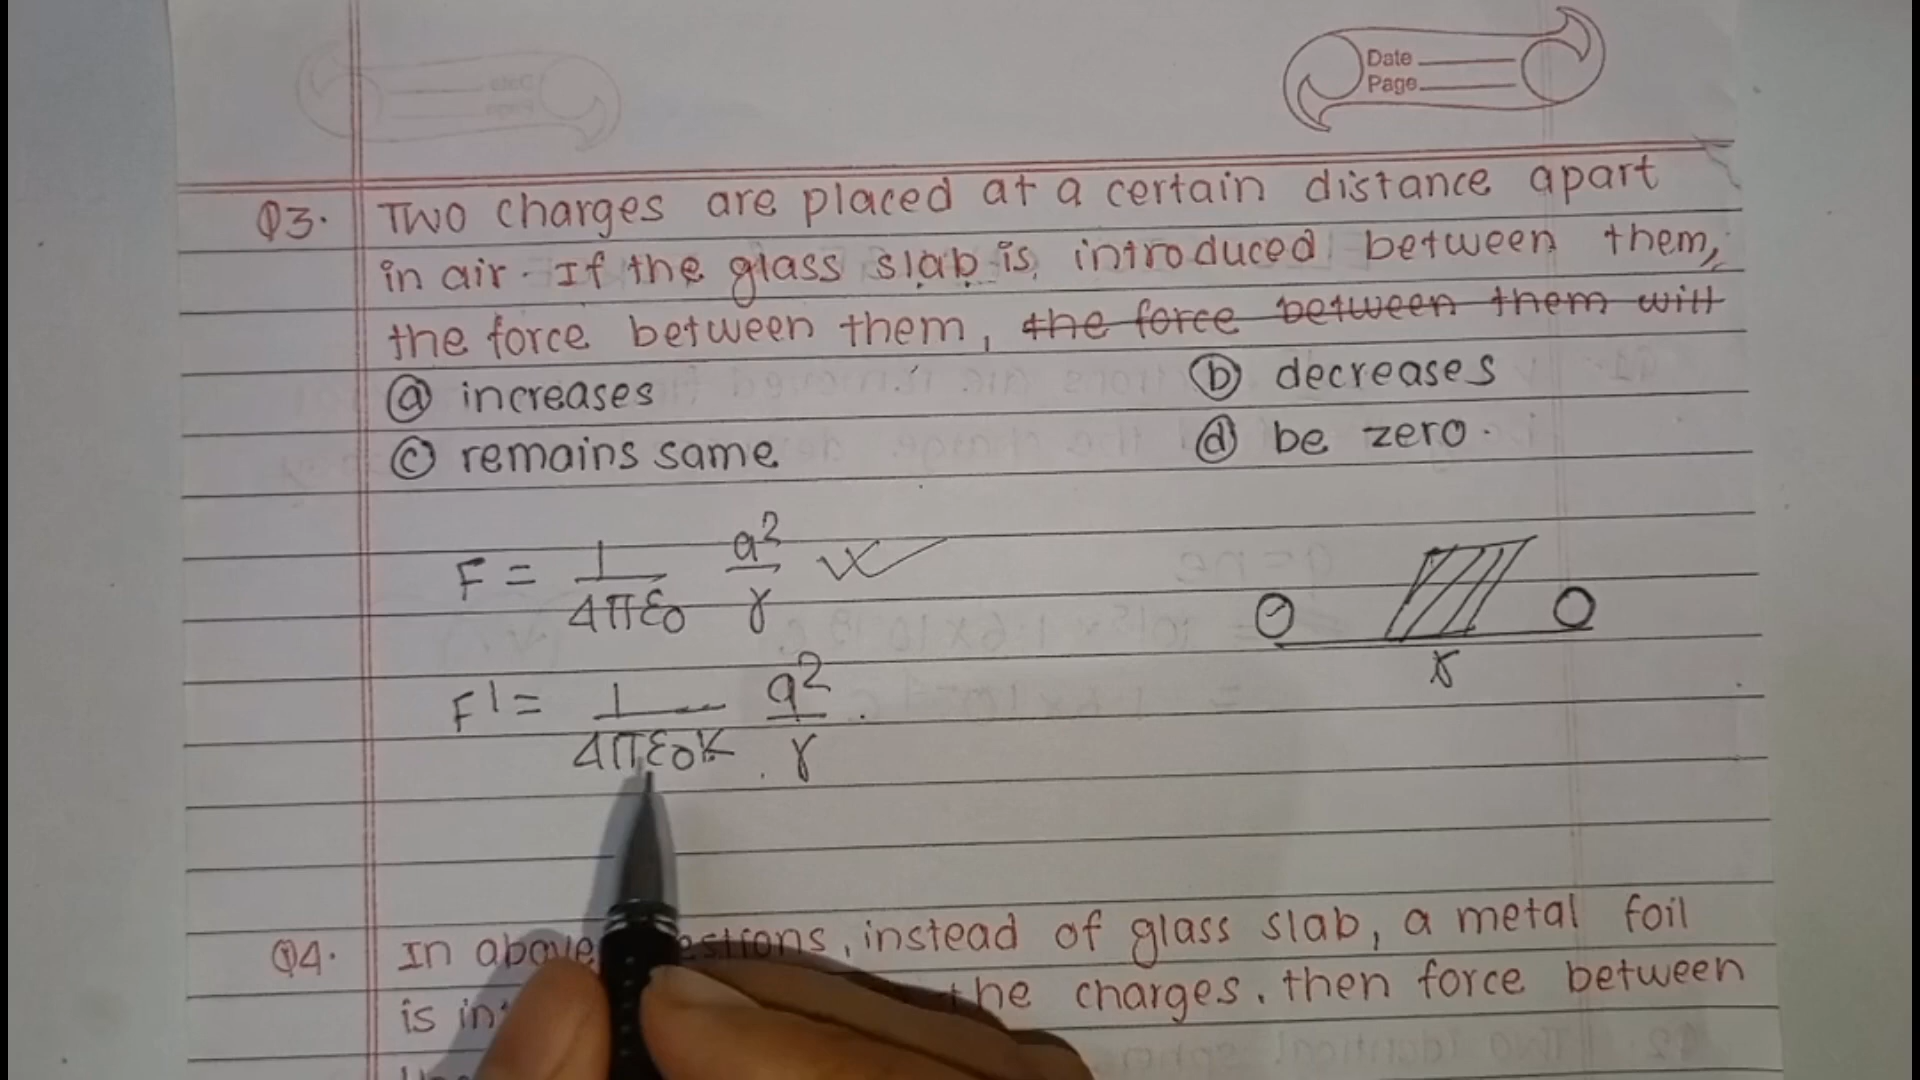 Date
Page
Q3. Two charges are placed at a certain distance apart
in air. If the glass slab is introduced between them,
the force between them, the force between them will
(a) increases (b) decreases
(c) remains same (d) be zero.
F = 1/4πε0 q²/r
F' = 1/4πε0K q²/r
r
Q4. In above, instead of glass slab, a metal foil
is the charges. then force between